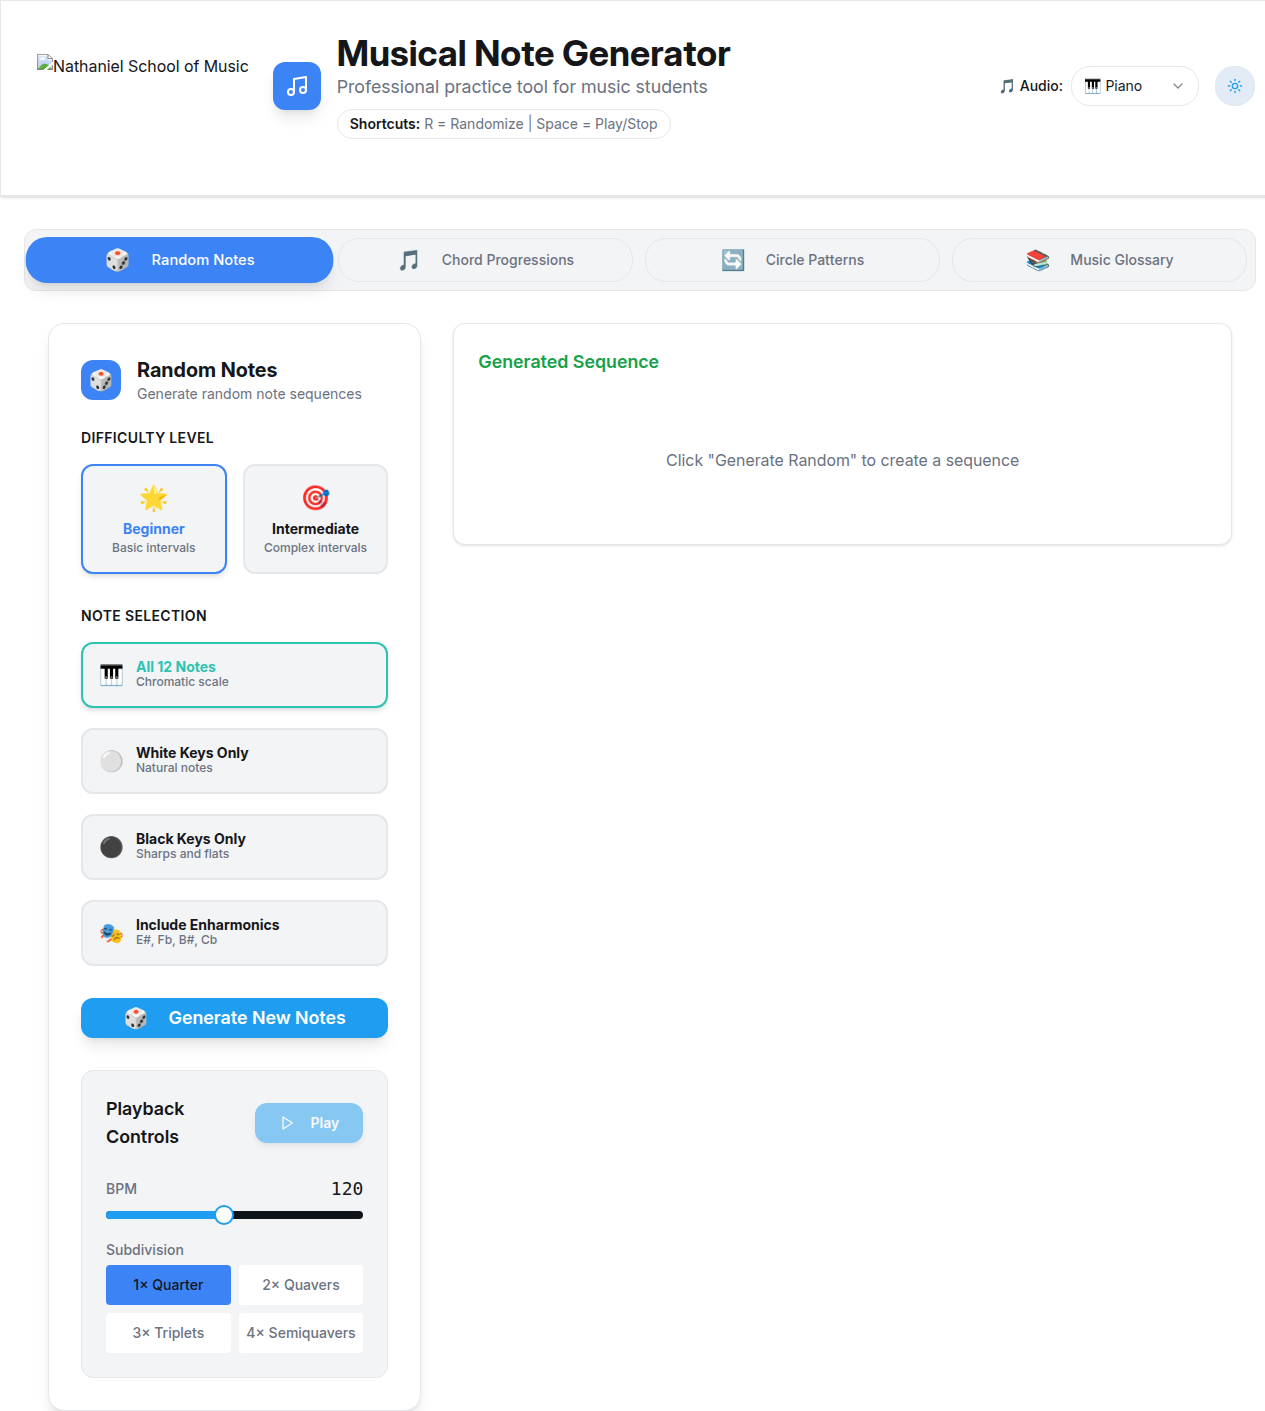 Nathaniel School of Music
Musical Note Generator
Professional practice tool for music students
Shortcuts: R = Randomize | Space = Play/Stop
Audio:
Piano
Random Notes
Chord Progressions
Circle Patterns
Music Glossary
Random Notes
Generate random note sequences
DIFFICULTY LEVEL
Beginner
Basic intervals
Intermediate
Complex intervals
NOTE SELECTION
All 12 Notes
Chromatic scale
White Keys Only
Natural notes
Black Keys Only
Sharps and flats
Include Enharmonics
E#, Fb, B#, Cb
Generate New Notes
Playback
Controls
Play
BPM
120
Subdivision
1× Quarter
2× Quavers
3× Triplets
4× Semiquavers
Generated Sequence
Click "Generate Random" to create a sequence